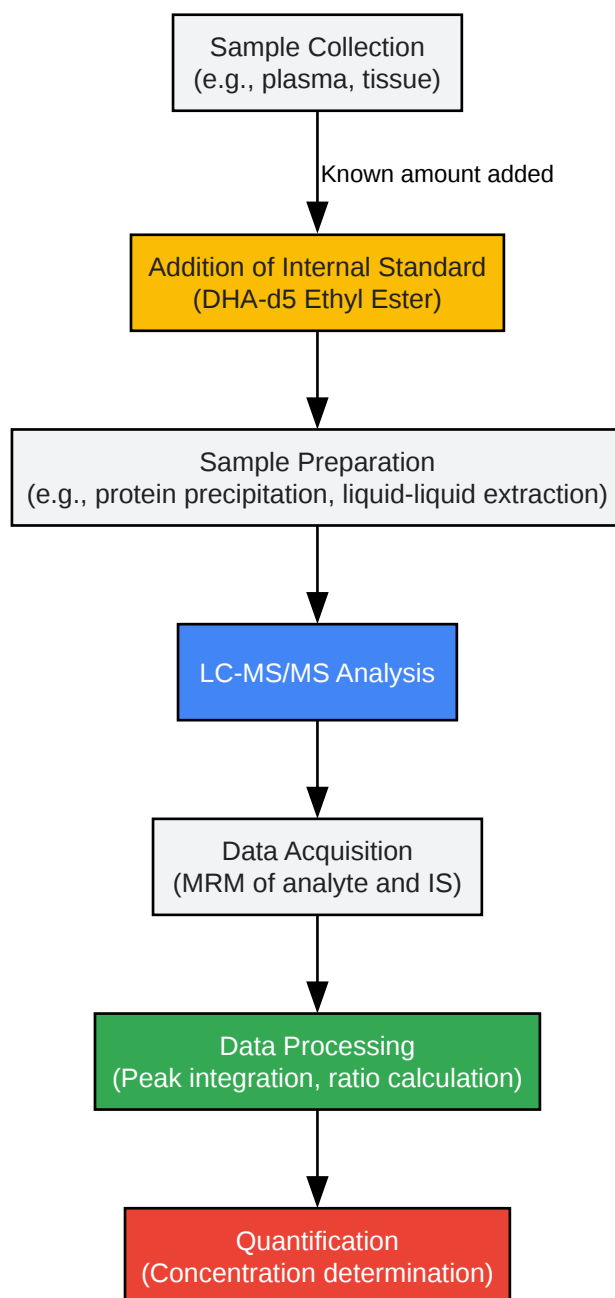 Sample Collection
(e.g., plasma, tissue)
Known amount added
Addition of Internal Standard
(DHA-d5 Ethyl Ester)
Sample Preparation
(e.g., protein precipitation, liquid-liquid extraction)
LC-MS/MS Analysis
Data Acquisition
(MRM of analyte and IS)
Data Processing
(Peak integration, ratio calculation)
Quantification
(Concentration determination)